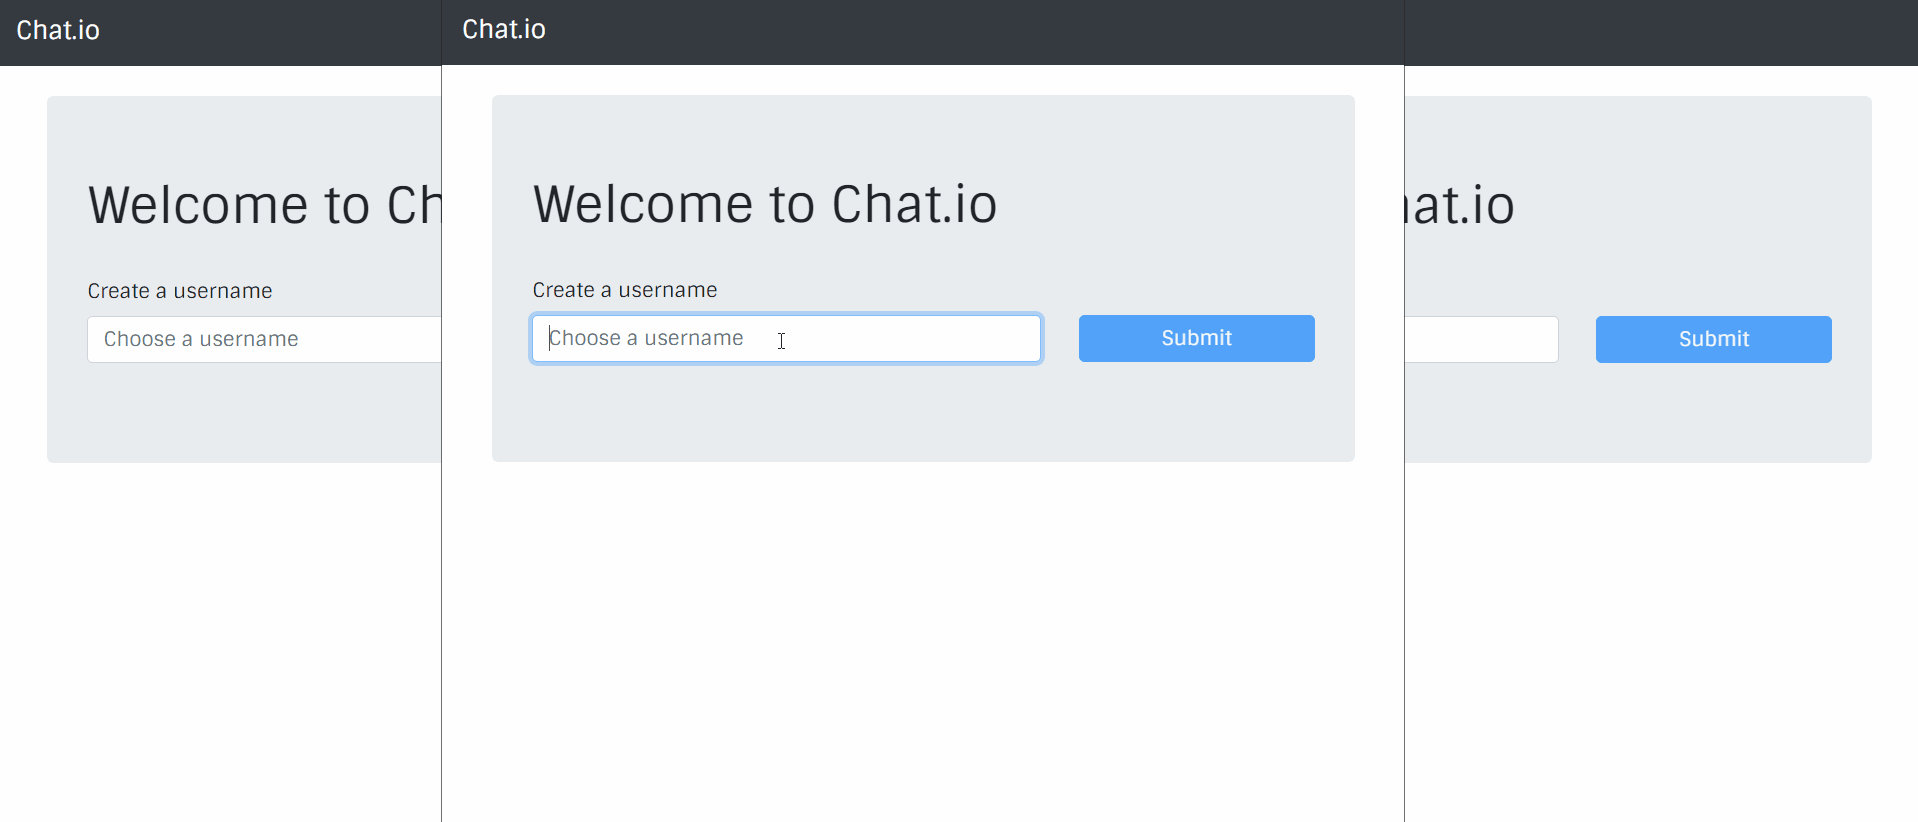 Chat.io
Welcome to Ch
Create a username
Choose a username
Chat.io
Welcome to Chat.io
Create a username
Choose a username
Submit
hat.io
Submit